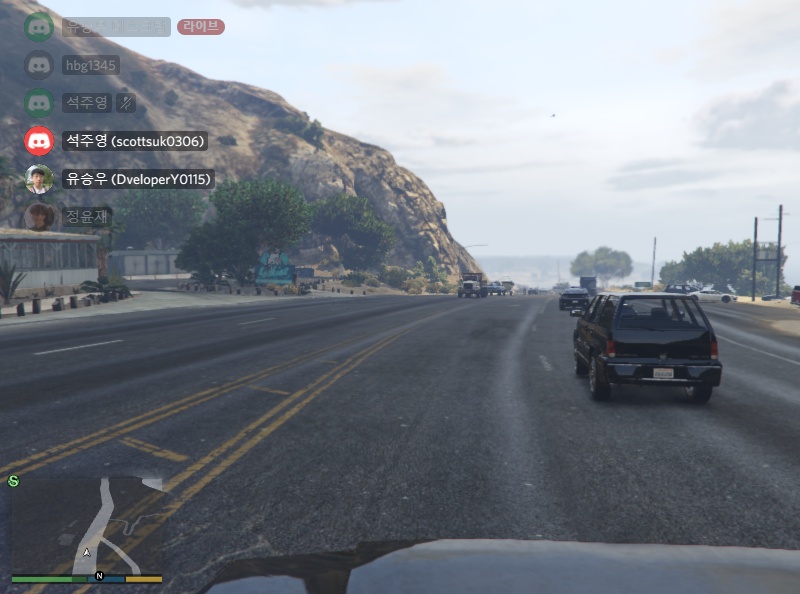 라이브
hbg1345
석주영
석주영 (scottsuk0306)
유승우 (DveloperY0115)
정윤재
N
S